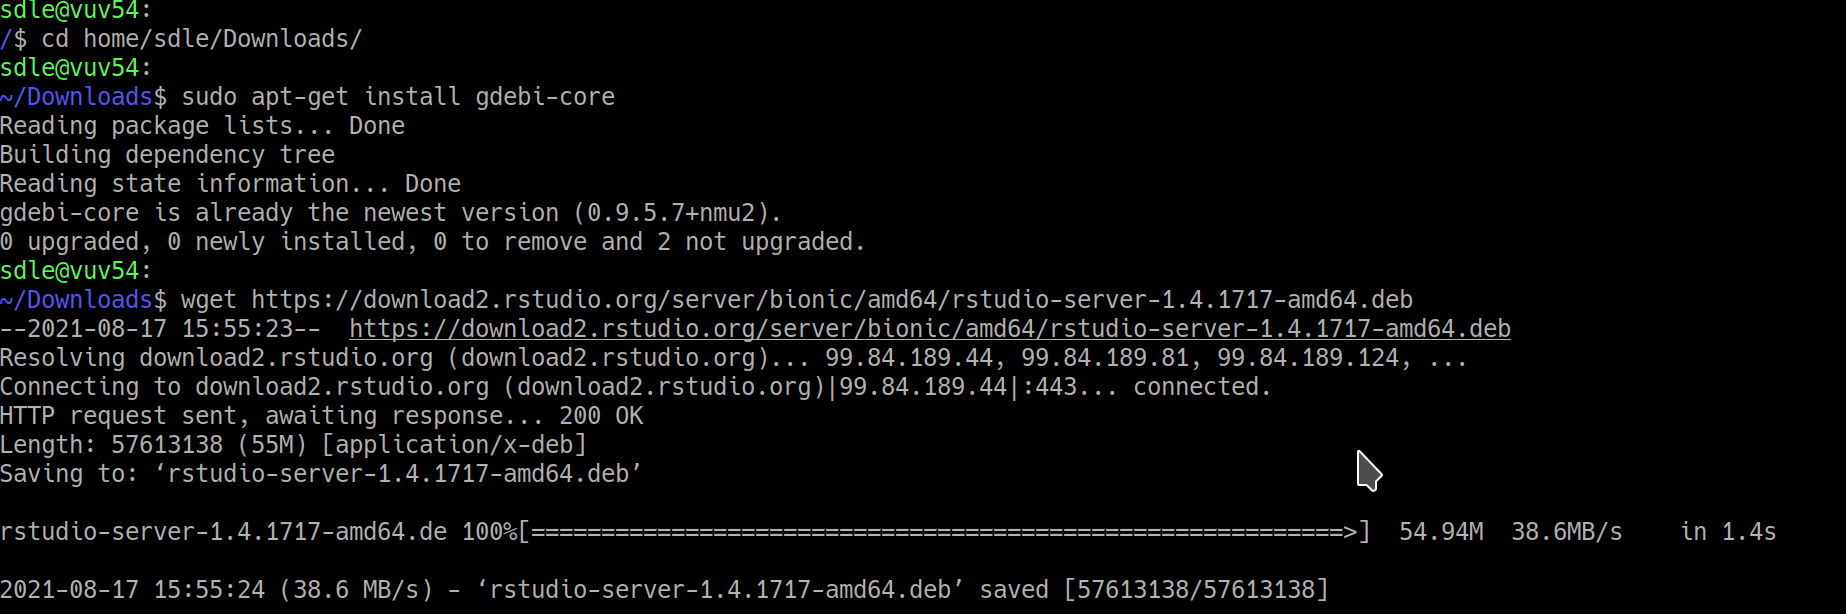 sdle@vuv54:
/$ cd home/sdle/Downloads/
sdle@vuv54:
~/Downloads$ sudo apt-get install gdebi-core
Reading package lists... Done
Building dependency tree
Reading state information... Done
gdebi-core is already the newest version (0.9.5.7+nmu2).
0 upgraded, 0 newly installed, 0 to remove and 2 not upgraded.
sdle@vuv54:
~/Downloads$ wget https://download2.rstudio.org/server/bionic/amd64/rstudio-server-1.4.1717-amd64.deb
--2021-08-17 15:55:23--  https://download2.rstudio.org/server/bionic/amd64/rstudio-server-1.4.1717-amd64.deb
Resolving download2.rstudio.org (download2.rstudio.org)... 99.84.189.44, 99.84.189.81, 99.84.189.124, ...
Connecting to download2.rstudio.org (download2.rstudio.org)|99.84.189.44|:443... connected.
HTTP request sent, awaiting response... 200 OK
Length: 57613138 (55M) [application/x-deb]
Saving to: ‘rstudio-server-1.4.1717-amd64.deb’
rstudio-server-1.4.1717-amd64.de 100%[==========================================================>]  54.94M  38.6MB/s    in 1.4s
2021-08-17 15:55:24 (38.6 MB/s) - ‘rstudio-server-1.4.1717-amd64.deb’ saved [57613138/57613138]